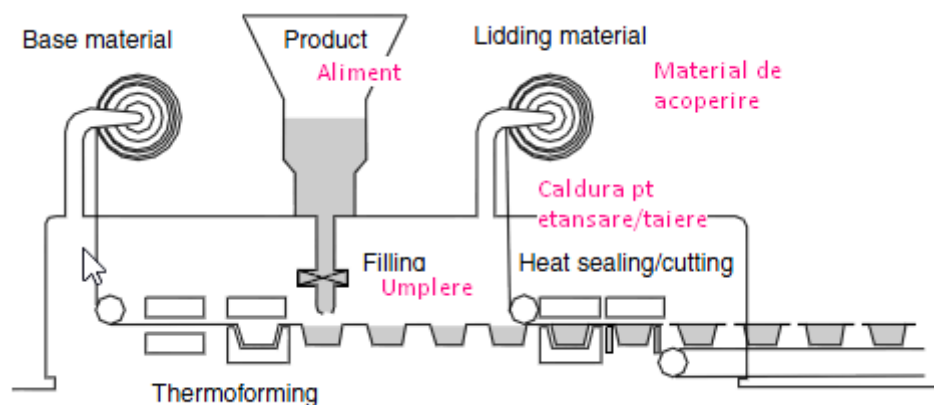 Base material
Product
Aliment
Lidding material
Material de
acoperire
Caldura pt
etansare/taiere
Filling
Umplere
Heat sealing/cutting
Thermoforming